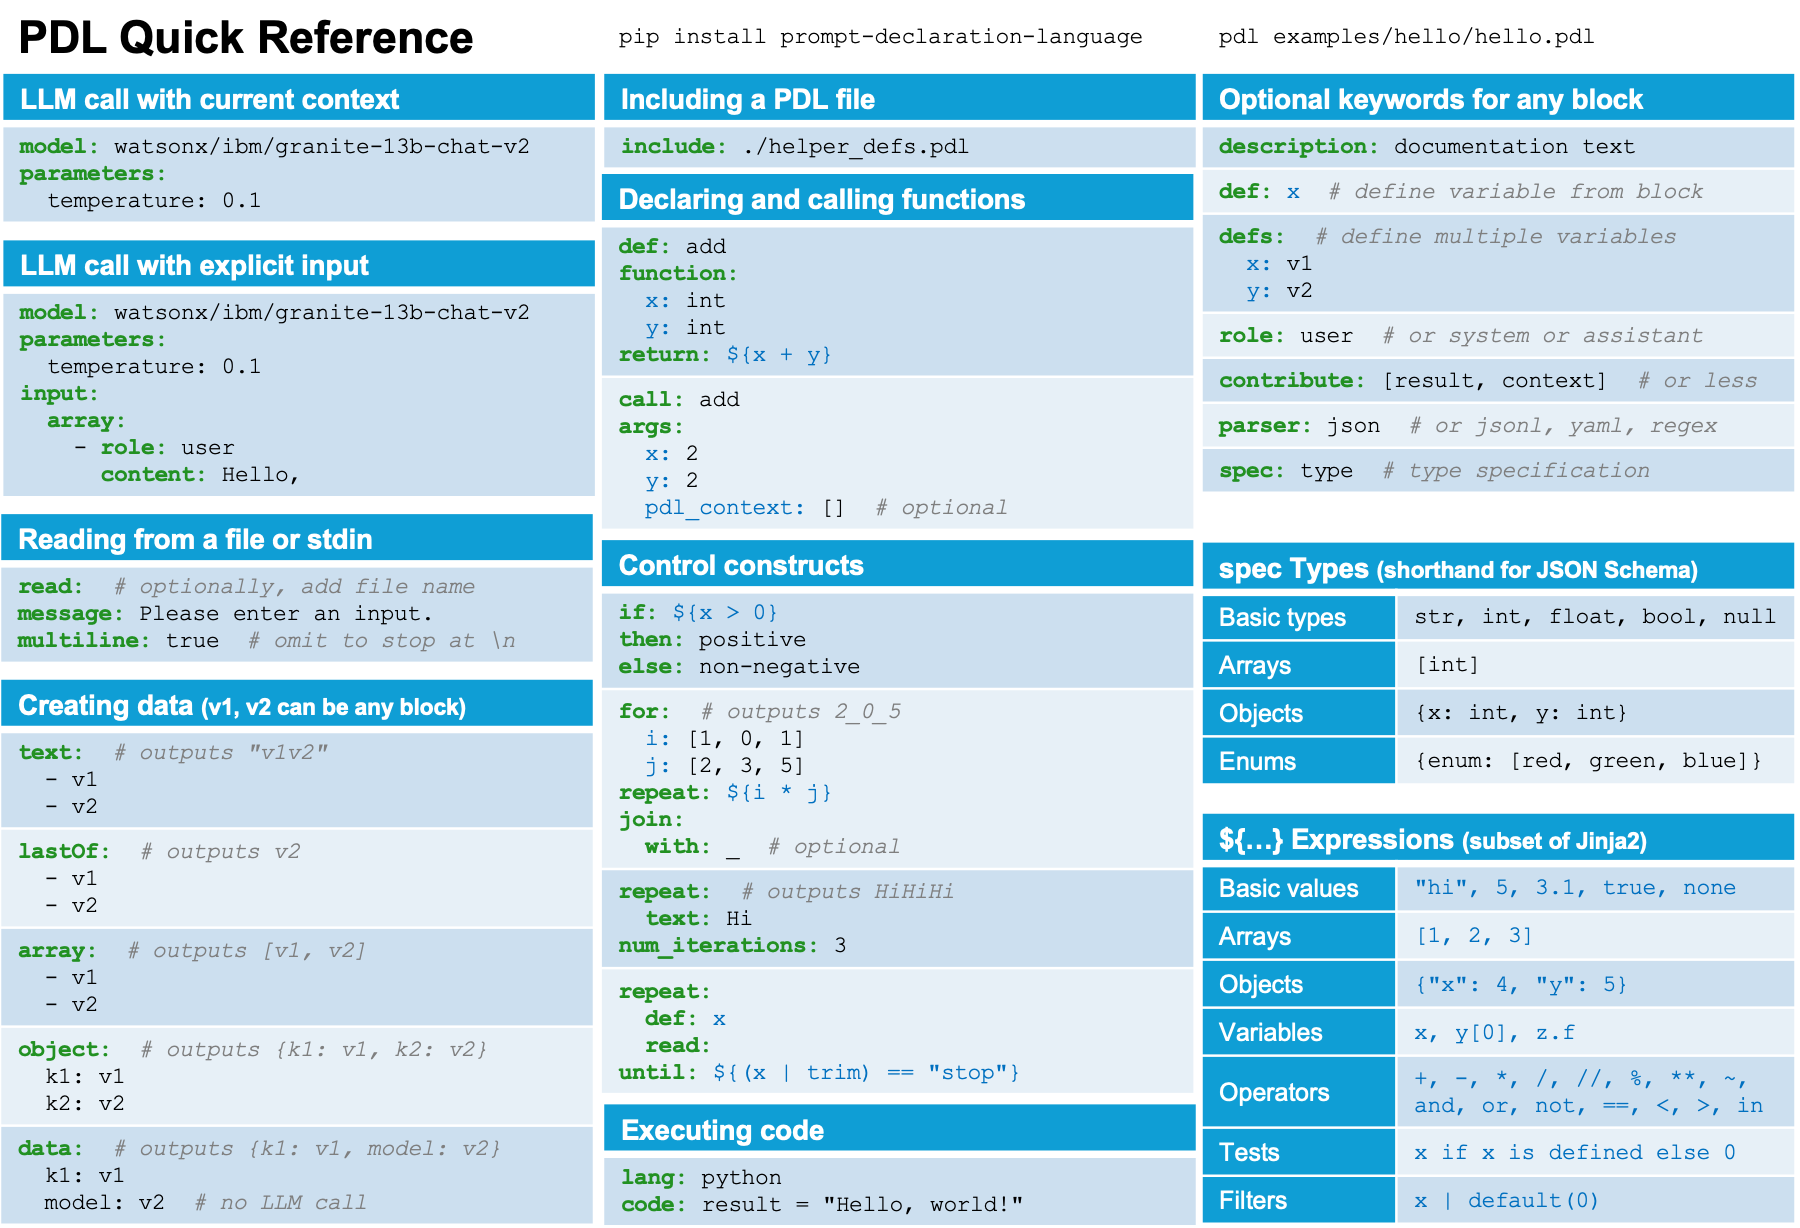 PDL Quick Reference
pip install prompt-declaration-language
pdl examples/hello/hello.pdl
LLM call with current context
model: watsonx/ibm/granite-13b-chat-v2
parameters:
  temperature: 0.1
LLM call with explicit input
model: watsonx/ibm/granite-13b-chat-v2
parameters:
  temperature: 0.1
input:
  array:
    - role: user
      content: Hello,
Reading from a file or stdin
read:  # optionally, add file name
message: Please enter an input.
multiline: true  # omit to stop at \n
Creating data (v1, v2 can be any block)
text:  # outputs "v1v2"
  - v1
  - v2
lastOf:  # outputs v2
  - v1
  - v2
array:  # outputs [v1, v2]
  - v1
  - v2
object:  # outputs {k1: v1, k2: v2}
  k1: v1
  k2: v2
data:  # outputs {k1: v1, model: v2}
  k1: v1
  model: v2  # no LLM call
Including a PDL file
include: ./helper_defs.pdl
Declaring and calling functions
def: add
function:
  x: int
  y: int
return: ${x + y}
call: add
args:
  x: 2
  y: 2
  pdl_context: []  # optional
Control constructs
if: ${x > 0}
then: positive
else: non-negative
for:  # outputs 2_0_5
  i: [1, 0, 1]
  j: [2, 3, 5]
repeat: ${i * j}
join:
  with: _  # optional
repeat:  # outputs HiHiHi
  text: Hi
num_iterations: 3
repeat:
  def: x
  read:
until: ${(x | trim) == "stop"}
Executing code
lang: python
code: result = "Hello, world!"
Optional keywords for any block
description: documentation text
def: x  # define variable from block
defs:  # define multiple variables
  x: v1
  y: v2
role: user  # or system or assistant
contribute: [result, context]  # or less
parser: json  # or jsonl, yaml, regex
spec: type  # type specification
spec Types (shorthand for JSON Schema)
Basic types str, int, float, bool, null
Arrays [int]
Objects {x: int, y: int}
Enums {enum: [red, green, blue]}
${…} Expressions (subset of Jinja2)
Basic values "hi", 5, 3.1, true, none
Arrays [1, 2, 3]
Objects {"x": 4, "y": 5}
Variables x, y[0], z.f
Operators +, -, *, /, //, %, **, ~,
and, or, not, ==, <, >, in
Tests x if x is defined else 0
Filters x | default(0)